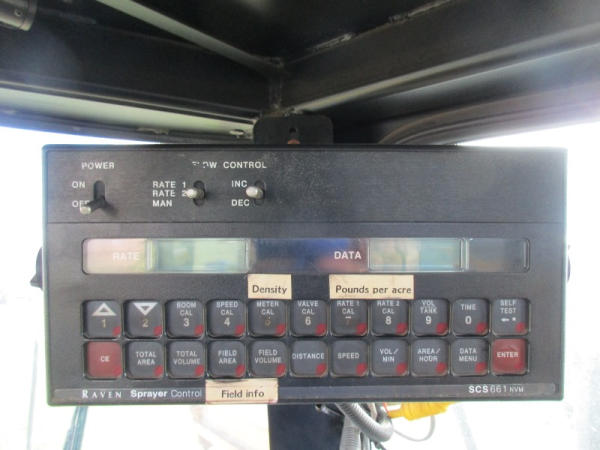 POWER
FLOW CONTROL
ON
OFF
RATE 1
RATE 2
MAN
INC
DEC
RATE
DATA
Density
Pounds per acre
1
2
BOOM CAL 3
SPEED CAL 4
METER CAL 5
VALVE CAL 6
RATE 1 CAL 7
RATE 2 CAL 8
VOL TANK 9
TIME 0
SELF TEST
CE
TOTAL AREA
TOTAL VOLUME
FIELD AREA
FIELD VOLUME
DISTANCE
SPEED
VOL/ MIN
AREA/ HOUR
DATA MENU
ENTER
RAVEN Sprayer Control
Field info
SCS 661 NVM